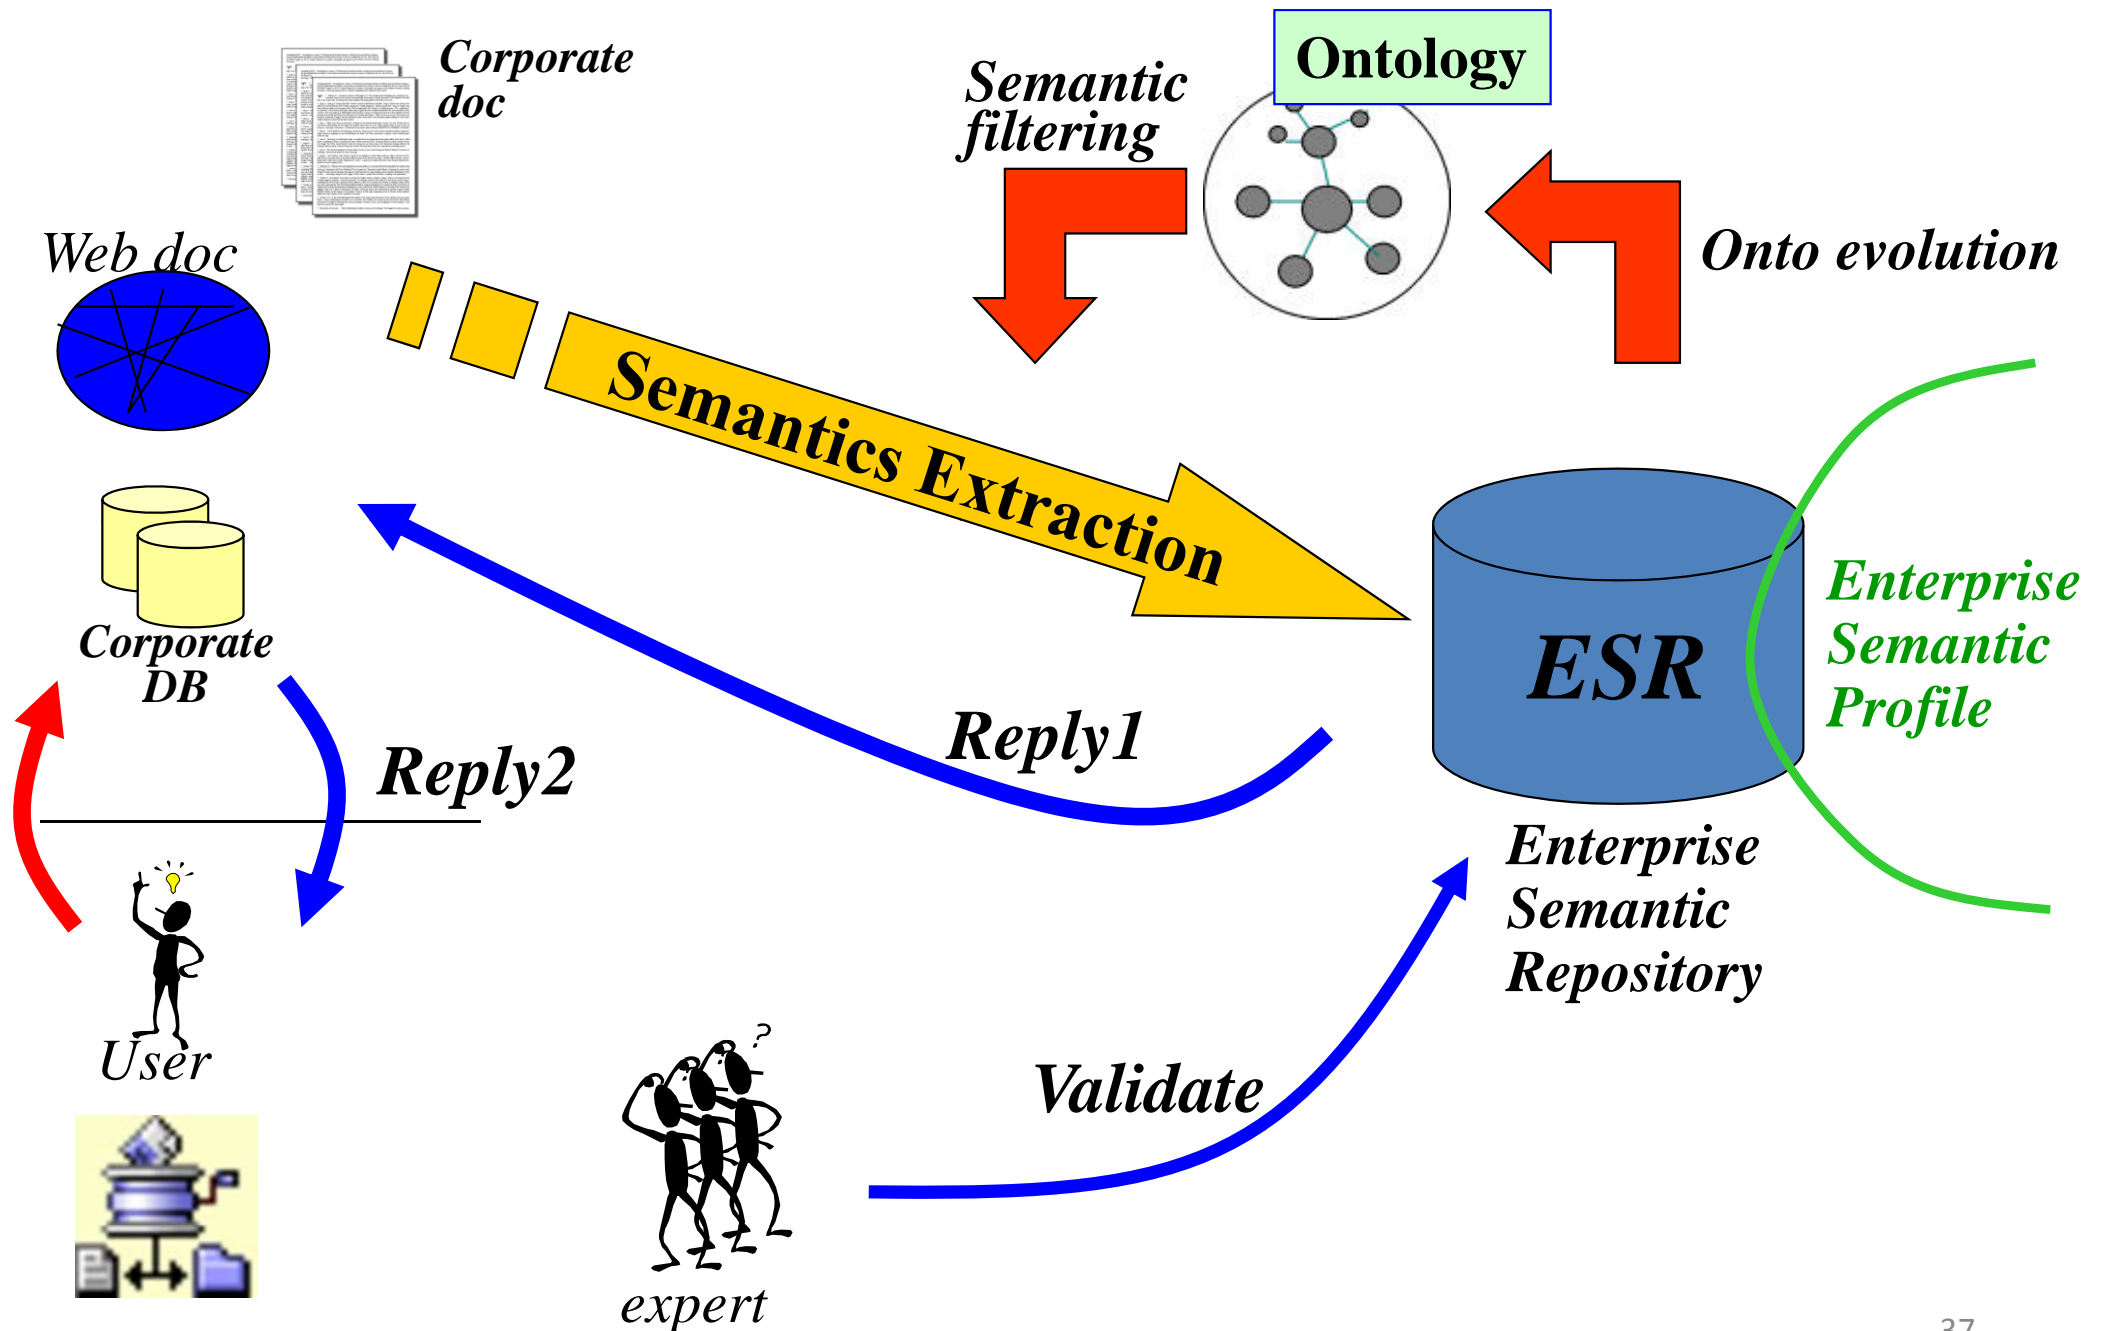 Corporate
doc
Ontology
Semantic
filtering
Web doc
Onto evolution
Semantics Extraction
Enterprise
Semantic
Profile
Corporate
DB
ESR
Reply1
Reply2
Enterprise
Semantic
Repository
?
User
Validate
expert
37